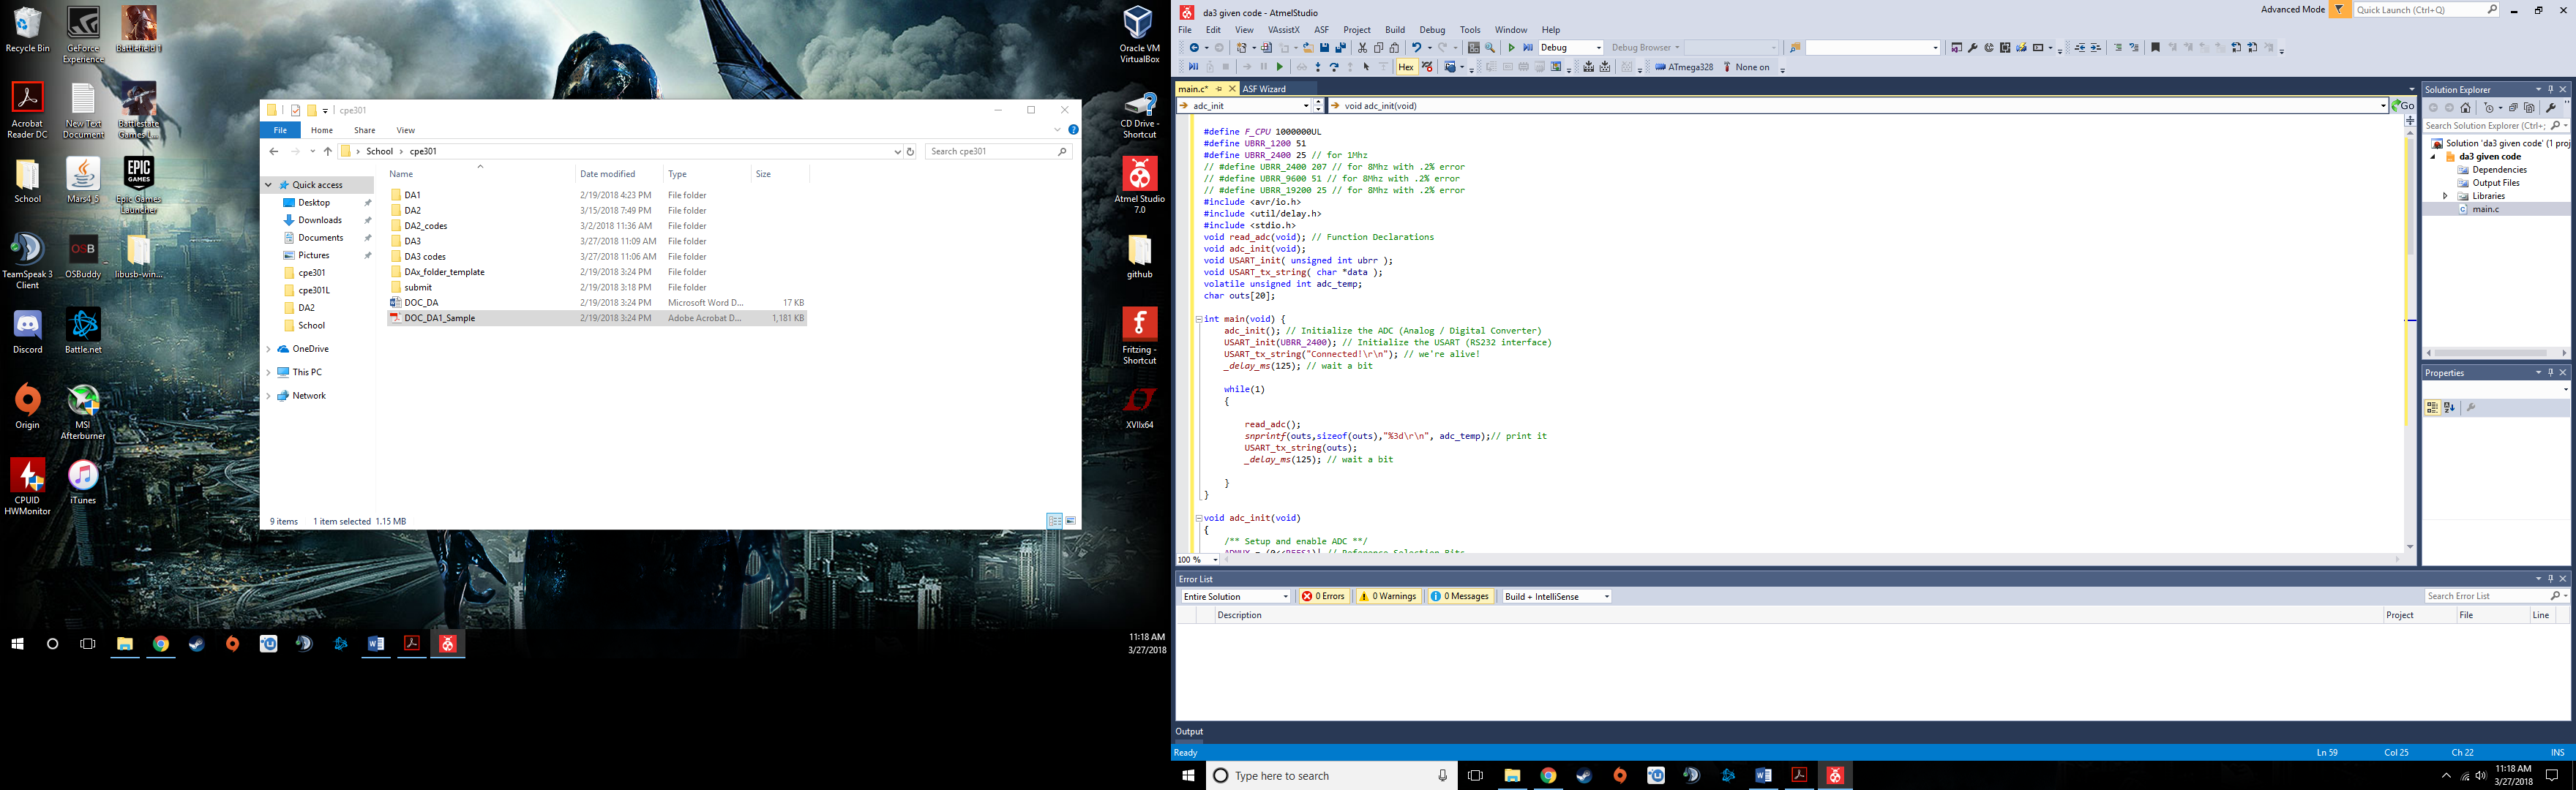 Recycle Bin
GeForce Experience
Battlefield 1
Acrobat Reader DC
New Text Document
Battlestate Games L...
School
Mars4_5
Epic Games Launcher
TeamSpeak 3 Client
OSBuddy
libusb-win...
Discord
Battle.net
Origin
MSI Afterburner
CPUID HWMonitor
iTunes
Oracle VM VirtualBox
CD Drive - Shortcut
Atmel Studio 7.0
github
Fritzing - Shortcut
XVIIx64
cpe301
File Home Share View
School > cpe301
Search cpe301
Name Date modified Type Size
Quick access
Desktop
Downloads
Documents
Pictures
cpe301
cpe301L
DA2
School
OneDrive
This PC
Network
DA1 2/19/2018 4:23 PM File folder
DA2 3/15/2018 7:49 PM File folder
DA2_codes 3/2/2018 11:36 AM File folder
DA3 3/27/2018 11:09 AM File folder
DA3 codes 3/27/2018 11:06 AM File folder
DAx_folder_template 2/19/2018 3:24 PM File folder
submit 2/19/2018 3:18 PM File folder
DOC_DA 2/19/2018 3:24 PM Microsoft Word D... 17 KB
DOC_DA1_Sample 2/19/2018 3:24 PM Adobe Acrobat D... 1,181 KB
9 items 1 item selected 1.15 MB
11:18 AM
3/27/2018
da3 given code - AtmelStudio
Advanced Mode
Quick Launch (Ctrl+Q)
File Edit View VAssistX ASF Project Build Debug Tools Window Help
Debug Debug Browser
Hex ATmega328 None on
main.c* ASF Wizard
adc_init void adc_init(void) Go
#define F_CPU 1000000UL
#define UBRR_1200 51
#define UBRR_2400 25 // for 1Mhz
// #define UBRR_2400 207 // for 8Mhz with .2% error
// #define UBRR_9600 51 // for 8Mhz with .2% error
// #define UBRR_19200 25 // for 8Mhz with .2% error
#include <avr/io.h>
#include <util/delay.h>
#include <stdio.h>
void read_adc(void); // Function Declarations
void adc_init(void);
void USART_init( unsigned int ubrr );
void USART_tx_string( char *data );
volatile unsigned int adc_temp;
char outs[20];
int main(void) {
adc_init(); // Initialize the ADC (Analog / Digital Converter)
USART_init(UBRR_2400); // Initialize the USART (RS232 interface)
USART_tx_string("Connected!\r\n"); // we're alive!
_delay_ms(125); // wait a bit
while(1)
{
read_adc();
snprintf(outs,sizeof(outs),"%3d\r\n", adc_temp);// print it
USART_tx_string(outs);
_delay_ms(125); // wait a bit
}
}
void adc_init(void)
{
/** Setup and enable ADC **/
ADMUX = (0<<REFS1)| // Reference Selection Bits
100 %
Solution Explorer
Search Solution Explorer (Ctrl+;
Solution 'da3 given code' (1 proj
da3 given code
Dependencies
Output Files
Libraries
main.c
Properties
Error List
Entire Solution 0 Errors 0 Warnings 0 Messages Build + IntelliSense
Search Error List
Description Project File Line
Output
Ready Ln 59 Col 25 Ch 22 INS
Type here to search
11:18 AM
3/27/2018